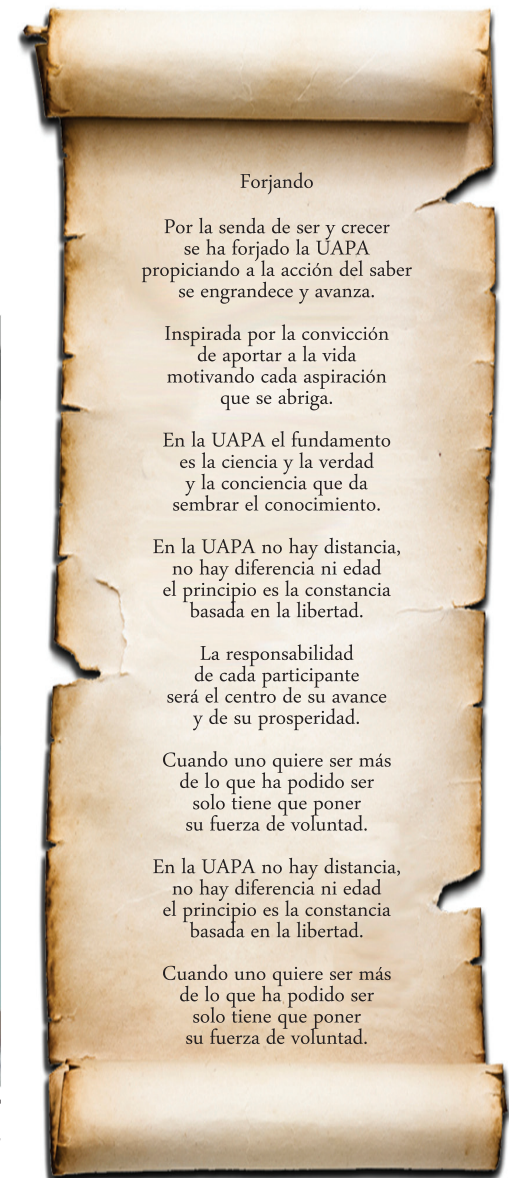 Forjando
Por la senda de ser y crecer
se ha forjado la UAPA
propiciando a la acción del saber
se engrandece y avanza.
Inspirada por la convicción
de aportar a la vida
motivando cada aspiración
que se abriga.
En la UAPA el fundamento
es la ciencia y la verdad
y la conciencia que da
sembrar el conocimiento.
En la UAPA no hay distancia,
no hay diferencia ni edad
el principio es la constancia
basada en la libertad.
La responsabilidad
de cada participante
será el centro de su avance
y de su prosperidad.
Cuando uno quiere ser más
de lo que ha podido ser
solo tiene que poner
su fuerza de voluntad.
En la UAPA no hay distancia,
no hay diferencia ni edad
el principio es la constancia
basada en la libertad.
Cuando uno quiere ser más
de lo que ha podido ser
solo tiene que poner
su fuerza de voluntad.